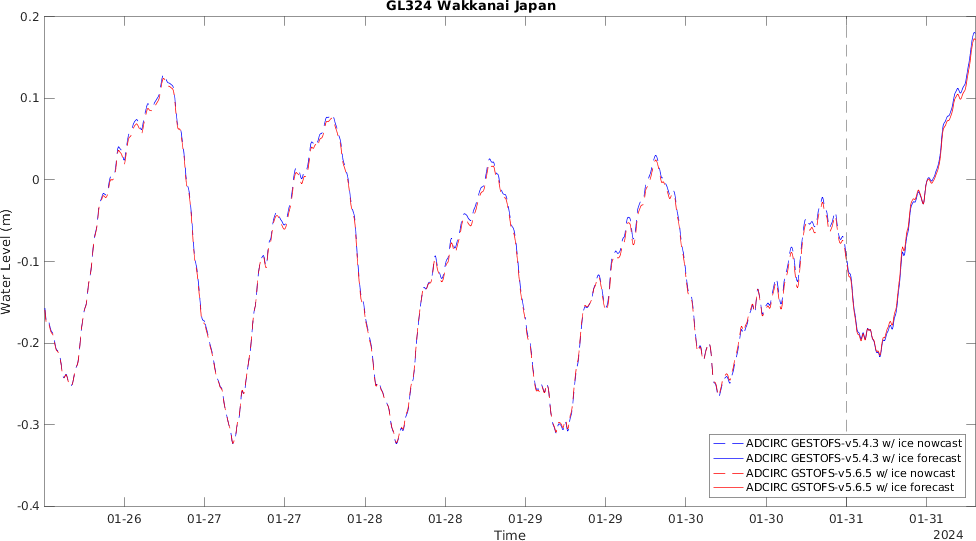 GL324 Wakkanai Japan
0.2
0.1
0
-0.1
-0.2
-0.3
-0.4
Water Level (m)
ADCIRC GESTOFS-v5.4.3 w/ ice nowcast
ADCIRC GESTOFS-v5.4.3 w/ ice forecast
ADCIRC GSTOFS-v5.6.5 w/ ice nowcast
ADCIRC GSTOFS-v5.6.5 w/ ice forecast
01-26 01-27 01-27 01-28 01-28 01-29 01-29 01-30 01-30 01-31 01-31
Time
2024